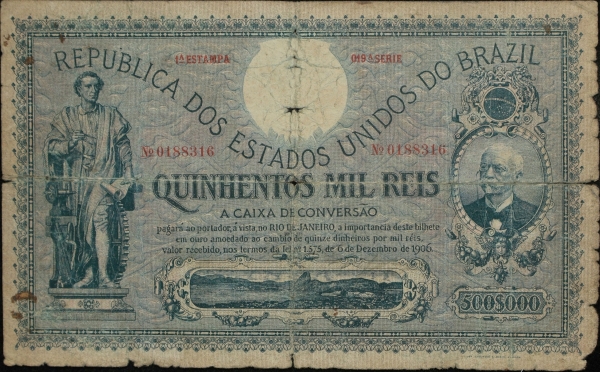 1ª ESTAMPA
019ª SERIE
REPUBLICA DOS ESTADOS UNIDOS DO BRAZIL
Nº 0188316
Nº 0188316
QUINHENTOS MIL REIS
A CAIXA DE CONVERSÃO
pagará ao portador, á vista, no RIO DE JANEIRO, a importancia deste bilhete
em ouro amoedado ao cambio de quinze dinheiros por mil réis,
valor recebido, nos termos da lei nº 1.575, de 6 de Dezembro de 1906.
500$000